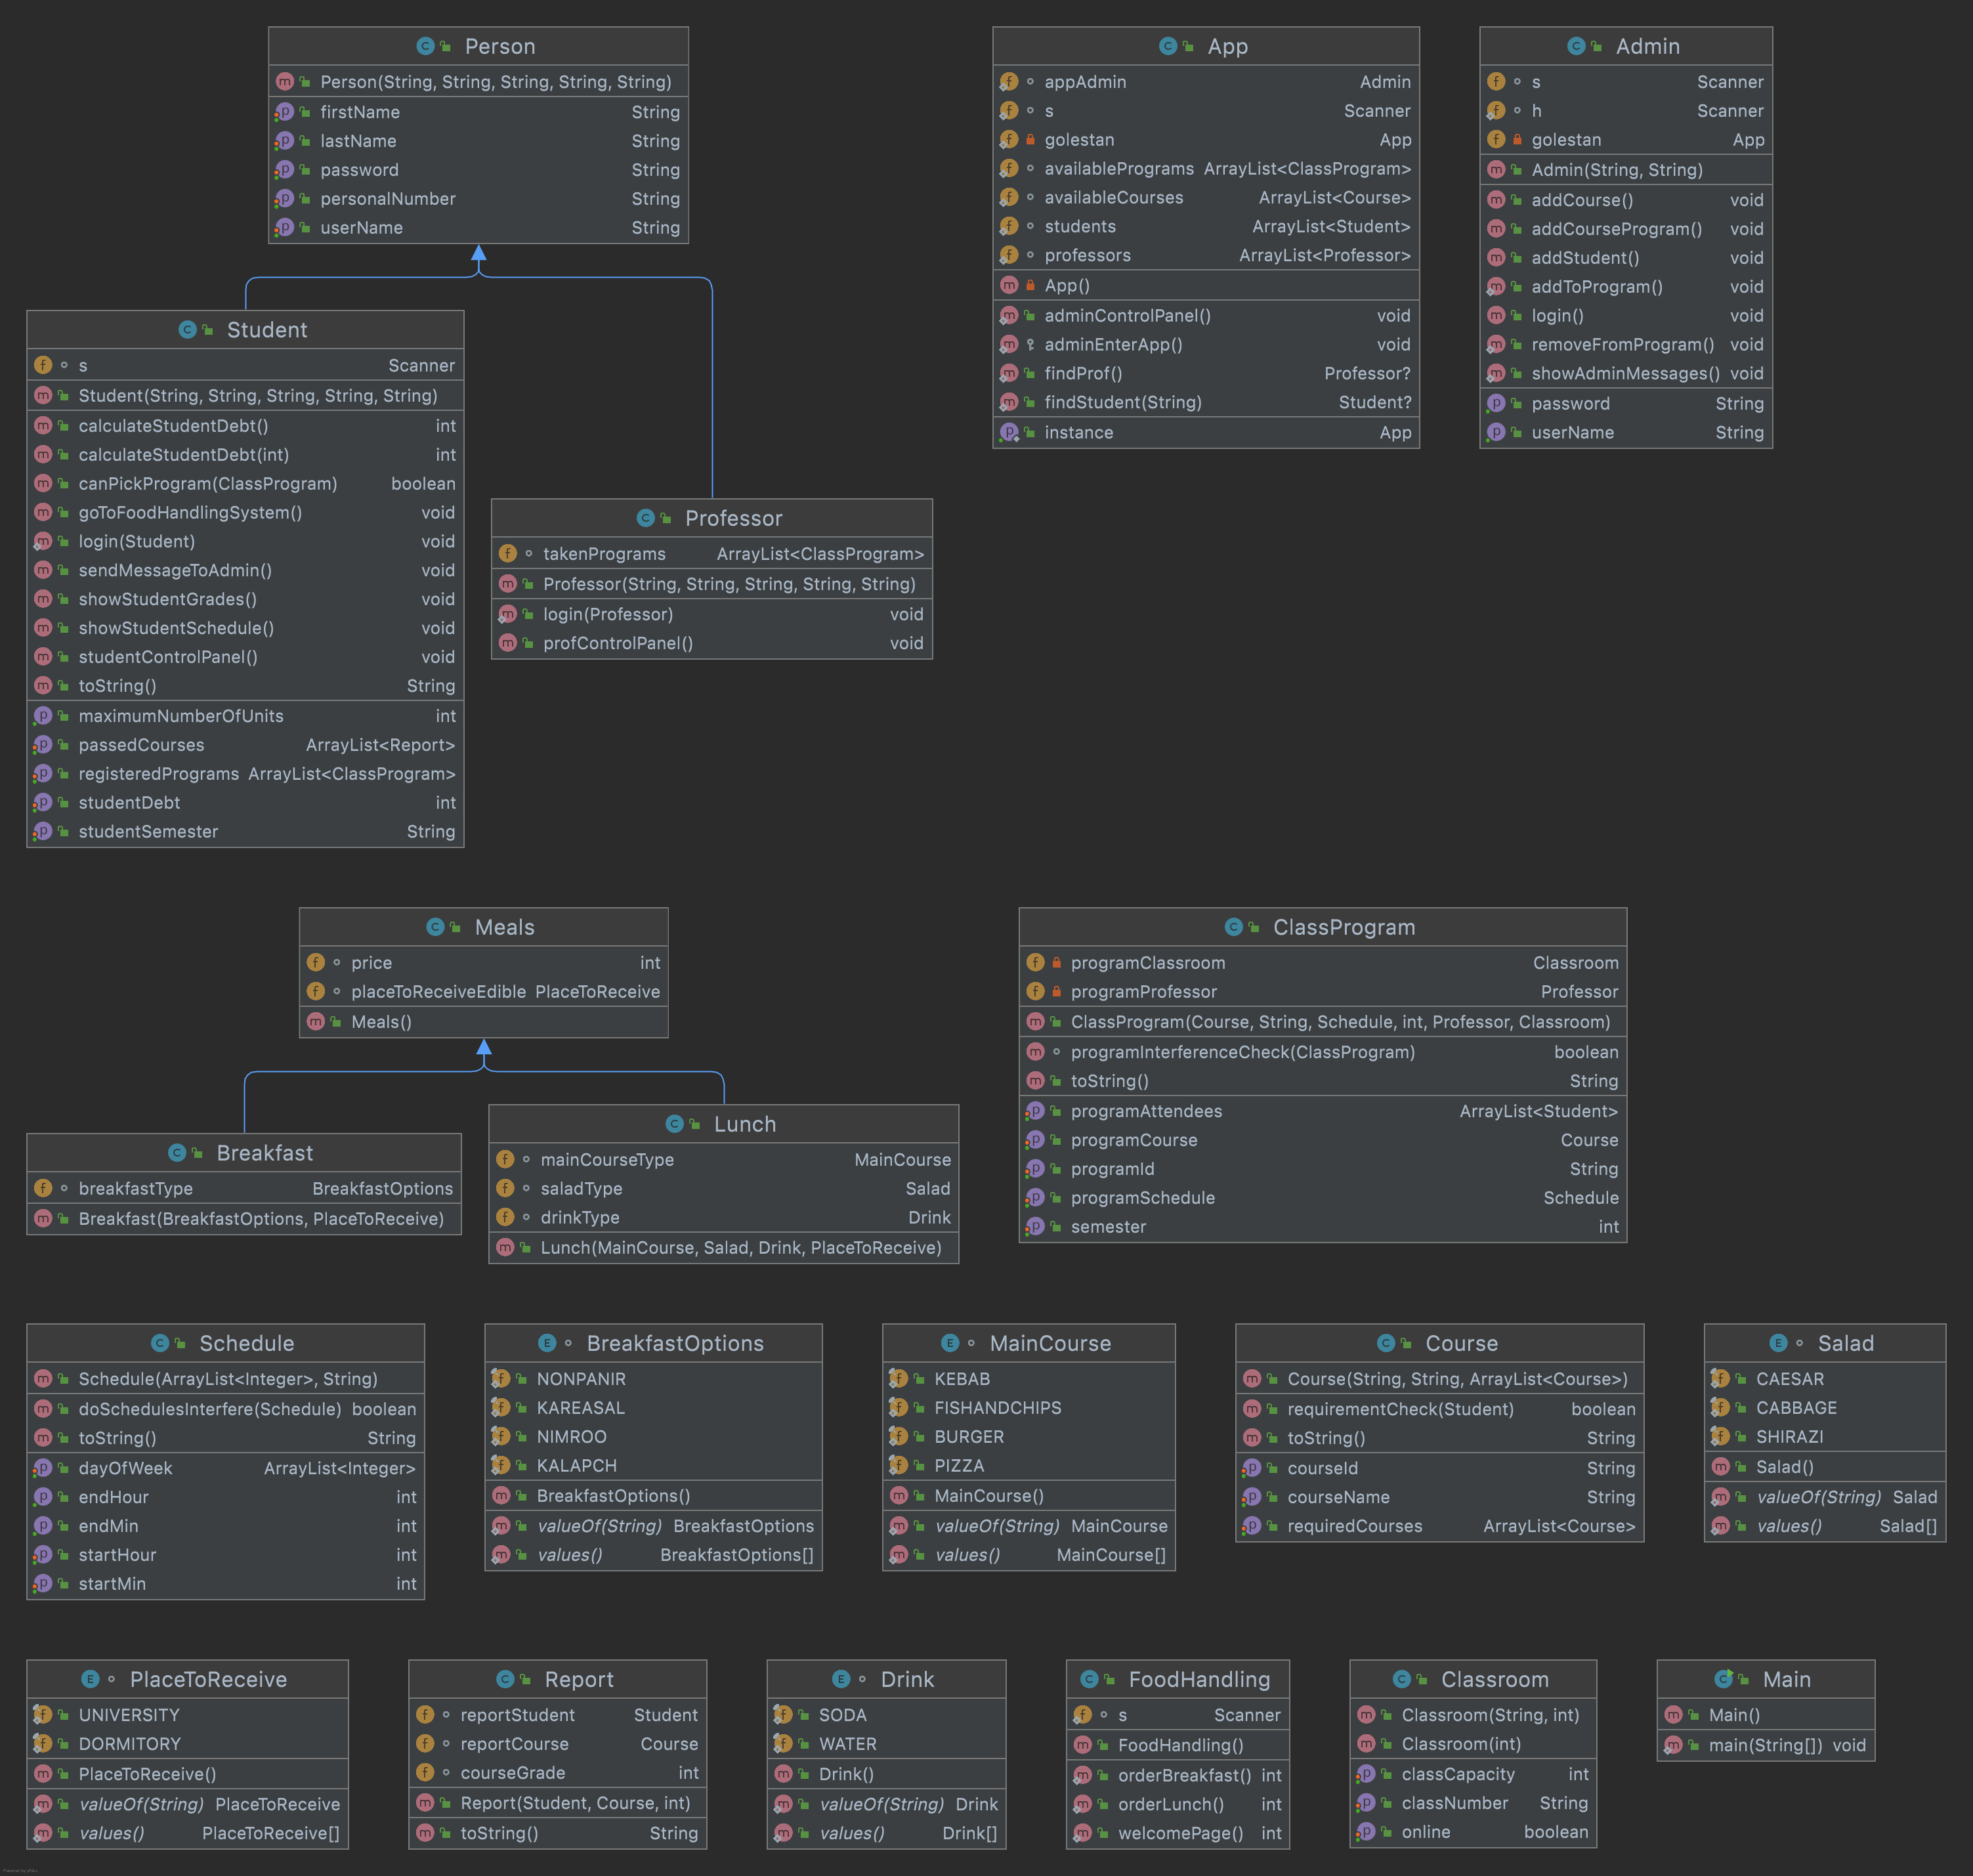 Person
Person(String, String, String, String, String)
firstName String
lastName String
password String
personalNumber String
userName String
App
appAdmin Admin
s Scanner
golestan App
availablePrograms ArrayList<ClassProgram>
availableCourses ArrayList<Course>
students ArrayList<Student>
professors ArrayList<Professor>
App()
adminControlPanel() void
adminEnterApp() void
findProf() Professor?
findStudent(String) Student?
instance App
Admin
s Scanner
h Scanner
golestan App
Admin(String, String)
addCourse() void
addCourseProgram() void
addStudent() void
addToProgram() void
login() void
removeFromProgram() void
showAdminMessages() void
password String
userName String
Student
s Scanner
Student(String, String, String, String, String)
calculateStudentDebt() int
calculateStudentDebt(int) int
canPickProgram(ClassProgram) boolean
goToFoodHandlingSystem() void
login(Student) void
sendMessageToAdmin() void
showStudentGrades() void
showStudentSchedule() void
studentControlPanel() void
toString() String
maximumNumberOfUnits int
passedCourses ArrayList<Report>
registeredPrograms ArrayList<ClassProgram>
studentDebt int
studentSemester String
Professor
takenPrograms ArrayList<ClassProgram>
Professor(String, String, String, String, String)
login(Professor) void
profControlPanel() void
Meals
price int
placeToReceiveEdible PlaceToReceive
Meals()
ClassProgram
programClassroom Classroom
programProfessor Professor
ClassProgram(Course, String, Schedule, int, Professor, Classroom)
programInterferenceCheck(ClassProgram) boolean
toString() String
programAttendees ArrayList<Student>
programCourse Course
programId String
programSchedule Schedule
semester int
Breakfast
breakfastType BreakfastOptions
Breakfast(BreakfastOptions, PlaceToReceive)
Lunch
mainCourseType MainCourse
saladType Salad
drinkType Drink
Lunch(MainCourse, Salad, Drink, PlaceToReceive)
Schedule
Schedule(ArrayList<Integer>, String)
doSchedulesInterfere(Schedule) boolean
toString() String
dayOfWeek ArrayList<Integer>
endHour int
endMin int
startHour int
startMin int
BreakfastOptions
NONPANIR
KAREASAL
NIMROO
KALAPCH
BreakfastOptions()
valueOf(String) BreakfastOptions
values() BreakfastOptions[]
MainCourse
KEBAB
FISHANDCHIPS
BURGER
PIZZA
MainCourse()
valueOf(String) MainCourse
values() MainCourse[]
Course
Course(String, String, ArrayList<Course>)
requirementCheck(Student) boolean
toString() String
courseId String
courseName String
requiredCourses ArrayList<Course>
Salad
CAESAR
CABBAGE
SHIRAZI
Salad()
valueOf(String) Salad
values() Salad[]
PlaceToReceive
UNIVERSITY
DORMITORY
PlaceToReceive()
valueOf(String) PlaceToReceive
values() PlaceToReceive[]
Report
reportStudent Student
reportCourse Course
courseGrade int
Report(Student, Course, int)
toString() String
Drink
SODA
WATER
Drink()
valueOf(String) Drink
values() Drink[]
FoodHandling
s Scanner
FoodHandling()
orderBreakfast() int
orderLunch() int
welcomePage() int
Classroom
Classroom(String, int)
Classroom(int)
classCapacity int
classNumber String
online boolean
Main
Main()
main(String[]) void
Powered by yFiles